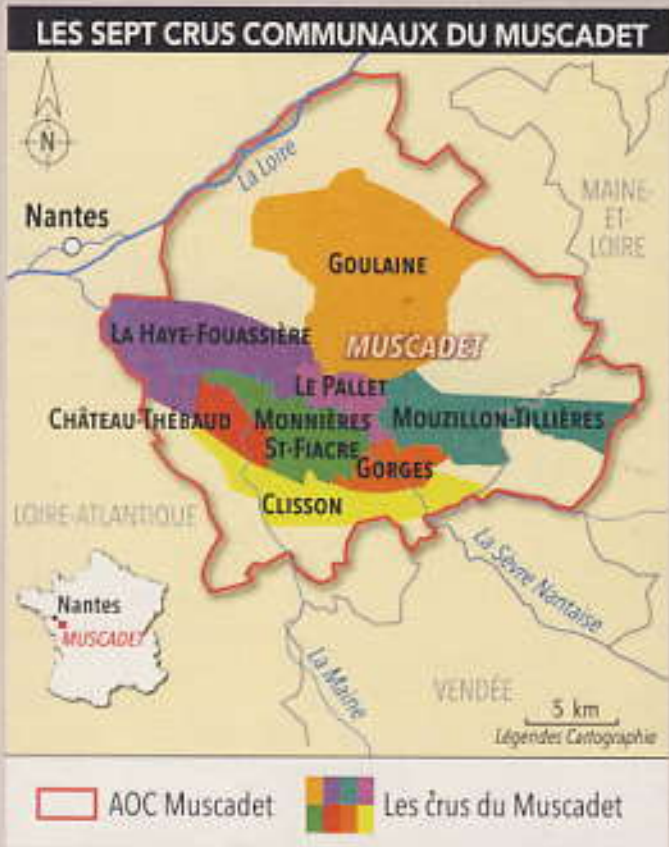 LES SEPT CRUS COMMUNAUX DU MUSCADET
N
La Loire
Nantes
MAINE-
ET-
LOIRE
GOULAINE
LA HAYE-FOUASSIÈRE
MUSCADET
LE PALLET
CHÂTEAU-THÉBAUD
MONNIÈRES
ST-FIACRE
MOUZILLON-TILLIÈRES
GORGES
CLISSON
LOIRE-ATLANTIQUE
La Sèvre Nantaise
Nantes
MUSCADET
La Maine
VENDÉE
5 km
Légendes Cartographie
AOC Muscadet
Les crus du Muscadet